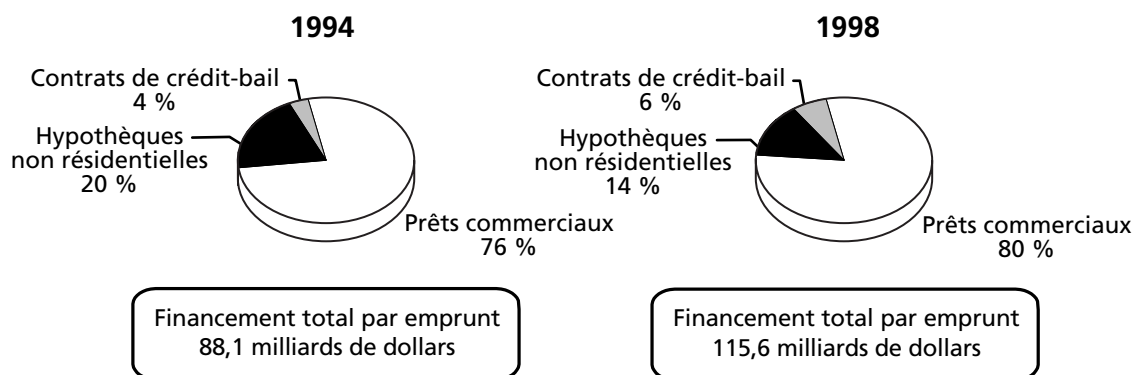 1994
Contrats de crédit-bail
4 %
Hypothèques
non résidentielles
20 %
Prêts commerciaux
76 %
Financement total par emprunt
88,1 milliards de dollars
1998
Contrats de crédit-bail
6 %
Hypothèques
non résidentielles
14 %
Prêts commerciaux
80 %
Financement total par emprunt
115,6 milliards de dollars